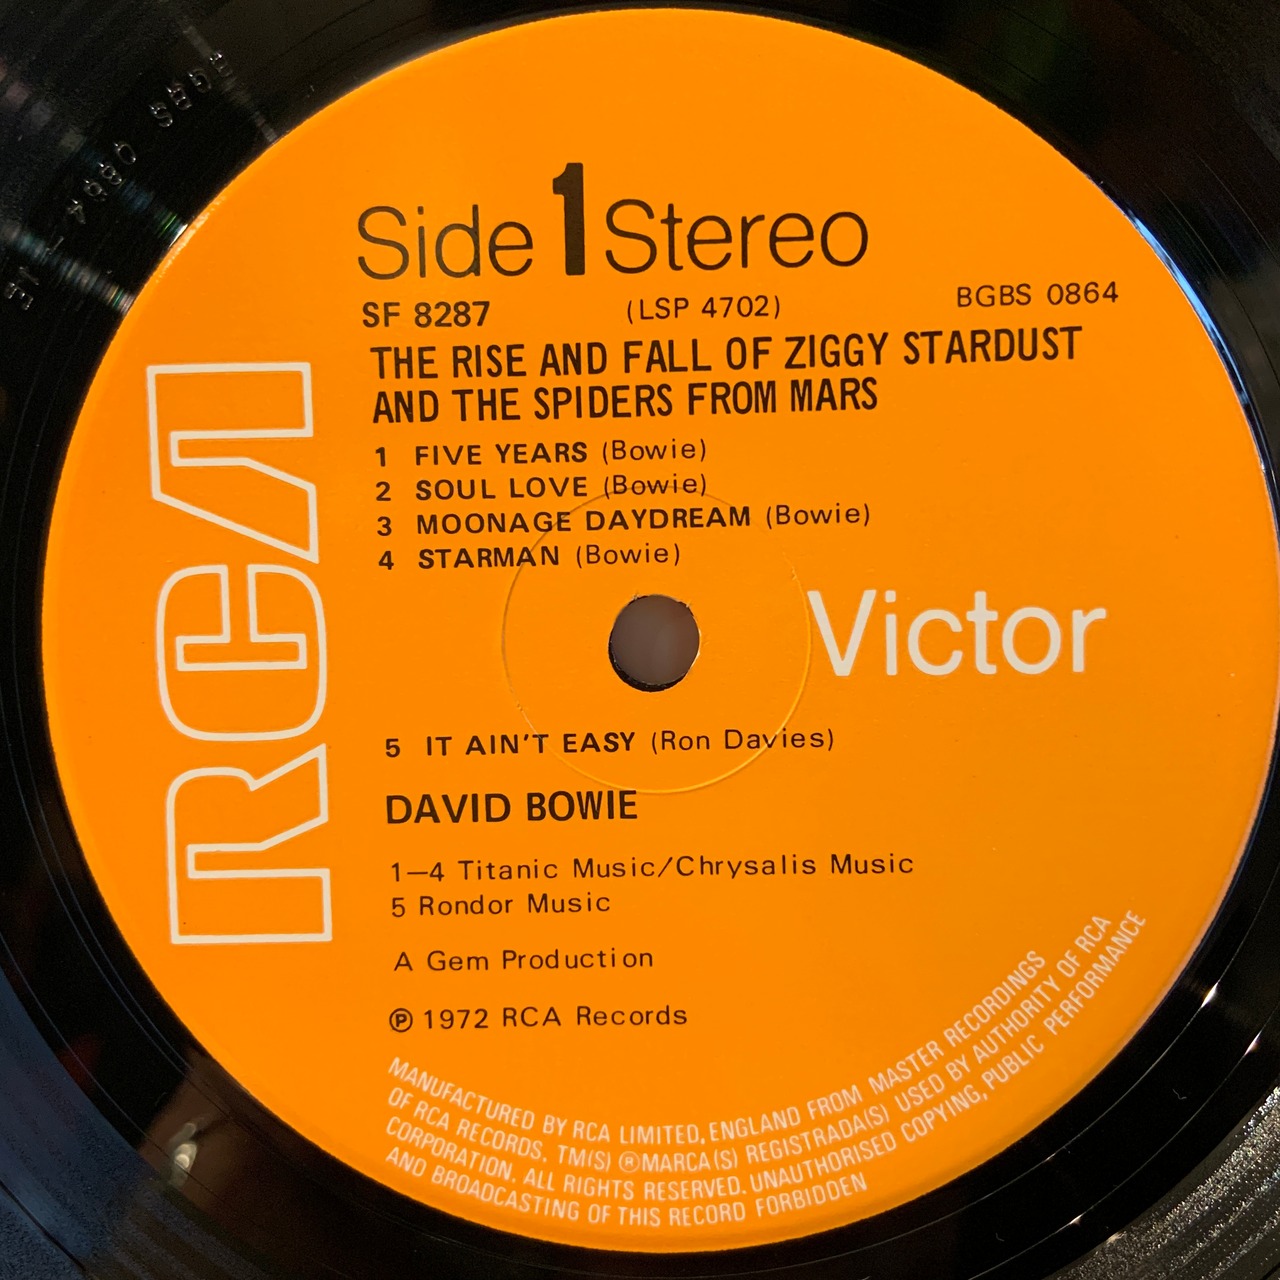 Side 1 Stereo
SF 8287 (LSP 4702) BGBS 0864
THE RISE AND FALL OF ZIGGY STARDUST
AND THE SPIDERS FROM MARS
1 FIVE YEARS (Bowie)
2 SOUL LOVE (Bowie)
3 MOONAGE DAYDREAM (Bowie)
4 STARMAN (Bowie)
RCA
Victor
5 IT AIN'T EASY (Ron Davies)
DAVID BOWIE
1—4 Titanic Music/Chrysalis Music
5 Rondor Music
A Gem Production
Ⓟ 1972 RCA Records
MANUFACTURED BY RCA LIMITED, ENGLAND FROM MASTER RECORDINGS
OF RCA RECORDS. TM(S) ®MARCA(S) REGISTRADA(S) USED BY AUTHORITY OF RCA
CORPORATION. ALL RIGHTS RESERVED. UNAUTHORISED COPYING, PUBLIC PERFORMANCE
AND BROADCASTING OF THIS RECORD FORBIDDEN